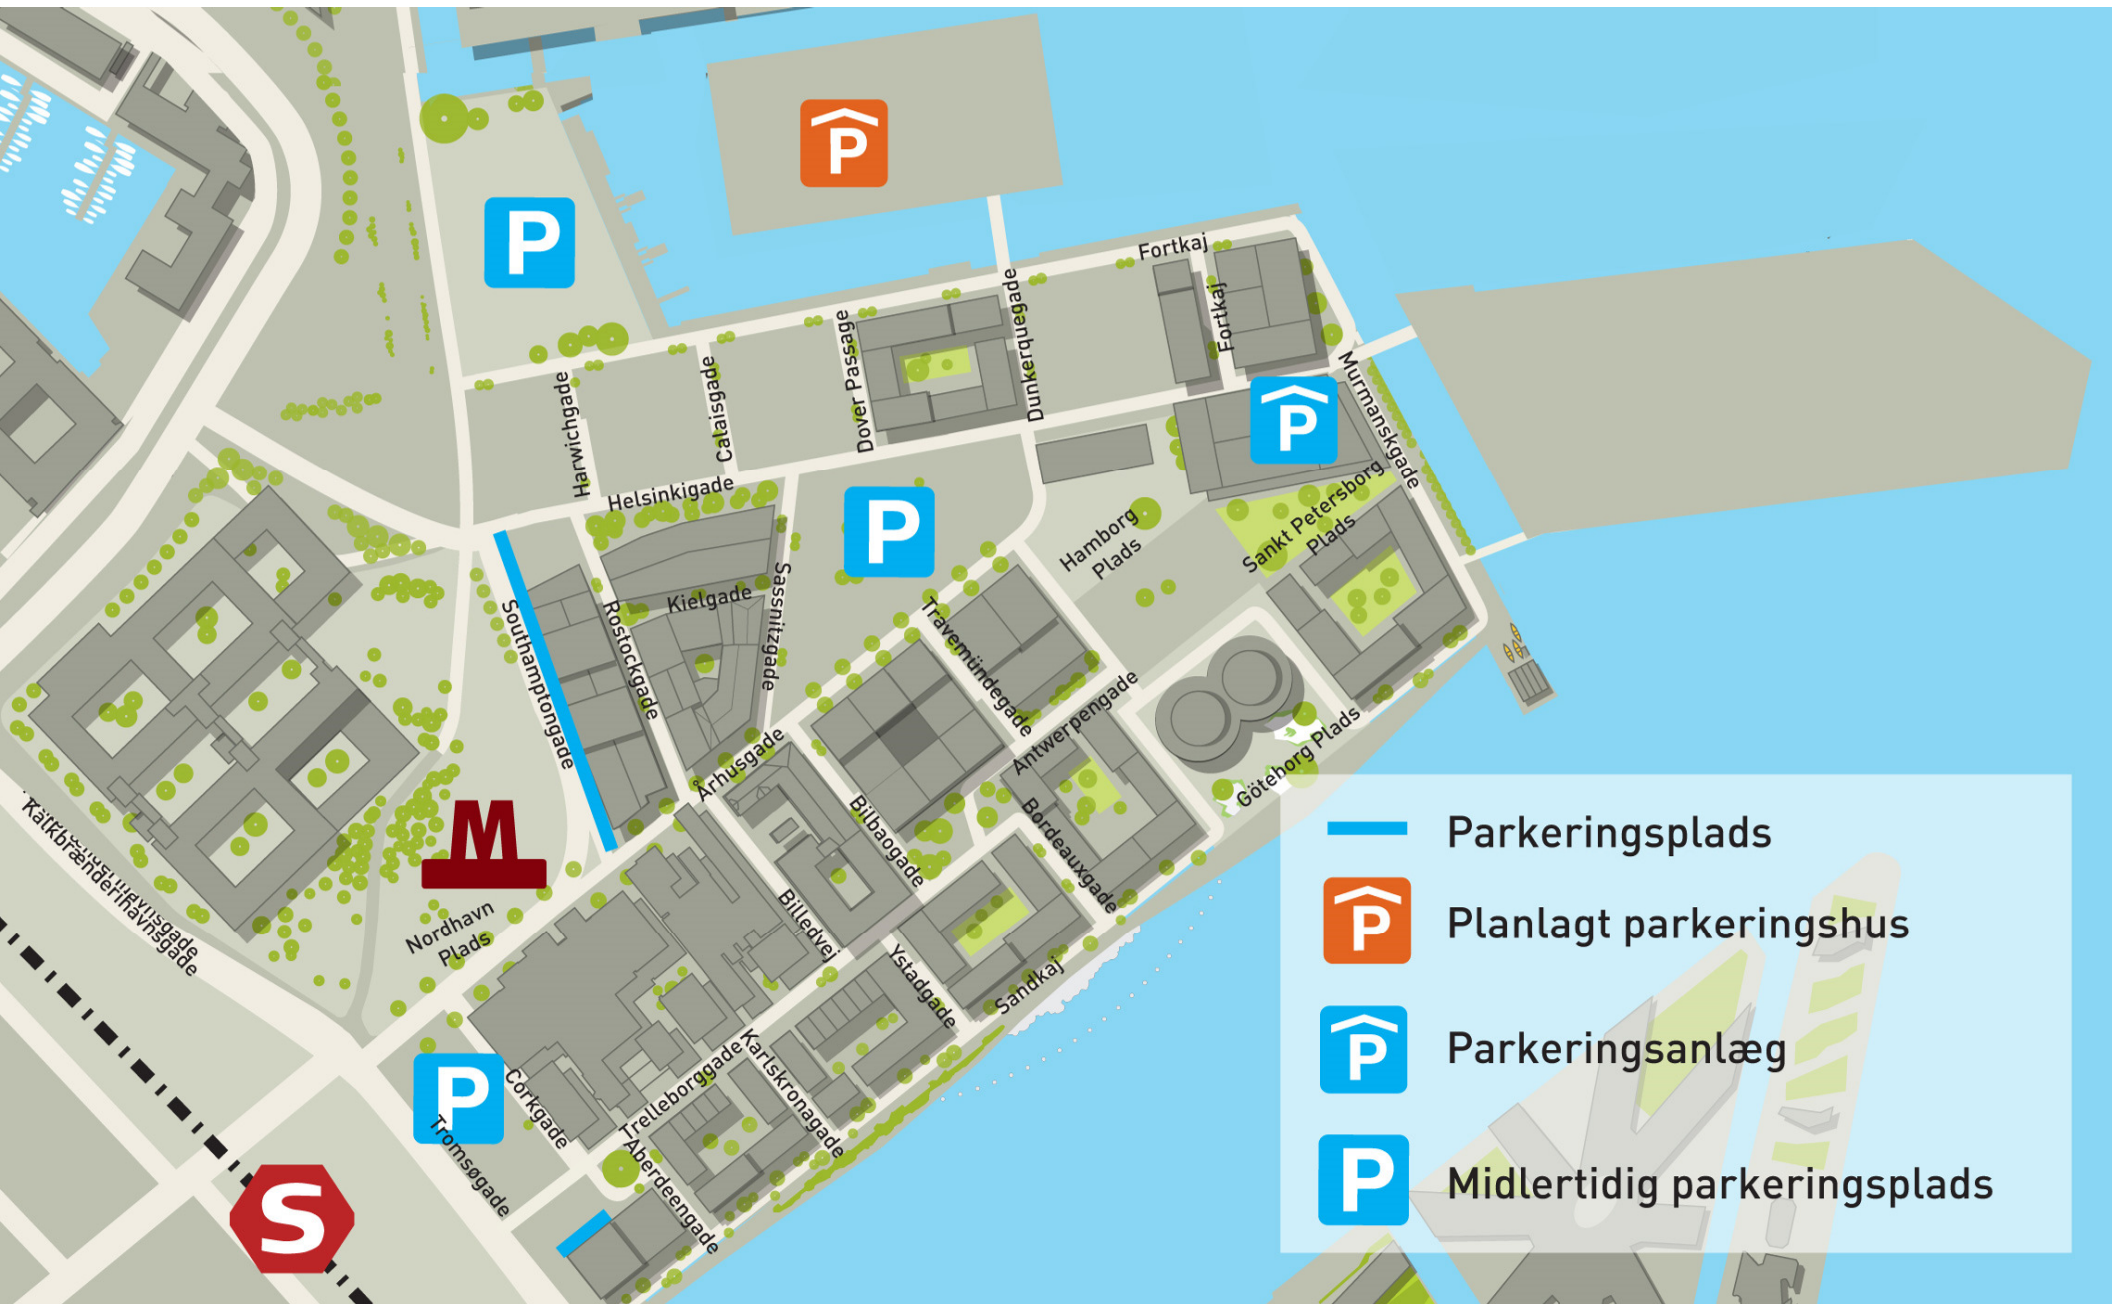 P
P
Fortkaj
Fortkaj
Dunkerquegade
Dover Passage
Calaisgade
Harwichgade
Murmanskgade
P
Helsinkigade
P
Hamborg
Plads
Sankt Petersborg
Plads
Kielgade
Sassnitzgade
Rostockgade
Southamptongade
Travemündegade
Antwerpengade
Göteborg Plads
Århusgade
Bilbaogade
Bordeauxgade
M
Nordhavn
Plads
Billedvej
Ystadgade
Sandkaj
Kalkbrænderihavnsgade
P
Corkgade
Trelleborggade
Karlskronagade
Tromsøgade
Aberdeengade
S
Parkeringsplads
P Planlagt parkeringshus
P Parkeringsanlæg
P Midlertidig parkeringsplads